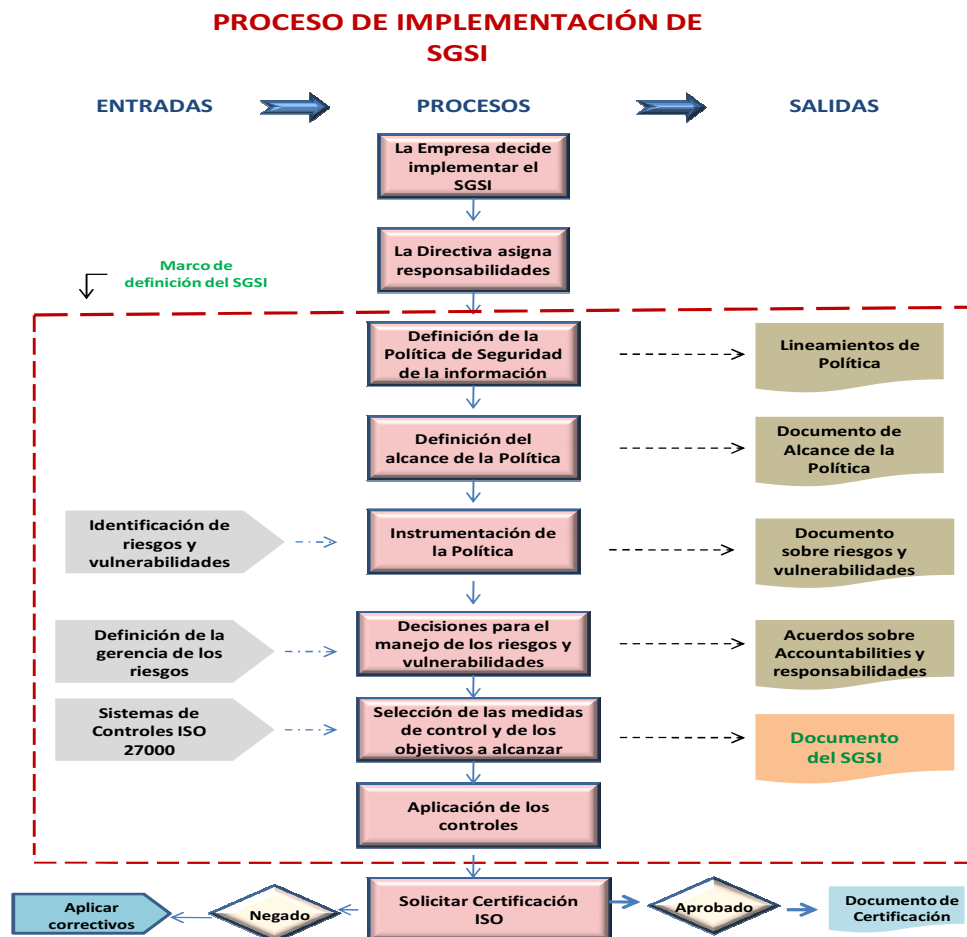 PROCESO DE IMPLEMENTACIÓN DE
SGSI
ENTRADAS
PROCESOS
SALIDAS
La Empresa decide
implementar el
SGSI
La Directiva asigna
responsabilidades
Marco de
definición del SGSI
Definición de la
Política de Seguridad
de la información
Lineamientos de
Política
Definición del
alcance de la Política
Documento de
Alcance de la
Política
Identificación de
riesgos y
vulnerabilidades
Instrumentación de
la Política
Documento
sobre riesgos y
vulnerabilidades
Definición de la
gerencia de los
riesgos
Decisiones para el
manejo de los riesgos y
vulnerabilidades
Acuerdos sobre
Accountabilities y
responsabilidades
Sistemas de
Controles ISO
27000
Selección de las medidas
de control y de los
objetivos a alcanzar
Documento
del SGSI
Aplicación de los
controles
Aplicar
correctivos
Negado
Solicitar Certificación
ISO
Aprobado
Documento de
Certificación